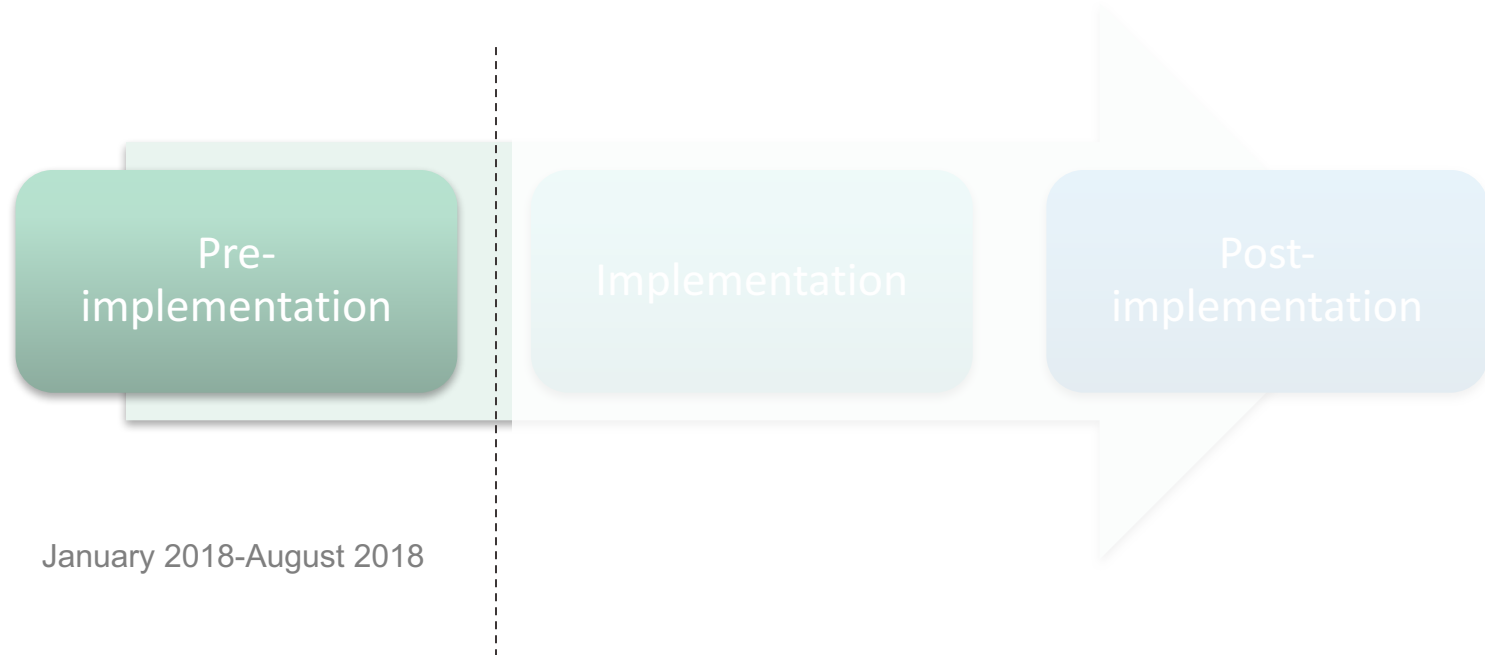 Pre-
implementation
Implementation
Post-
implementation
January 2018-August 2018